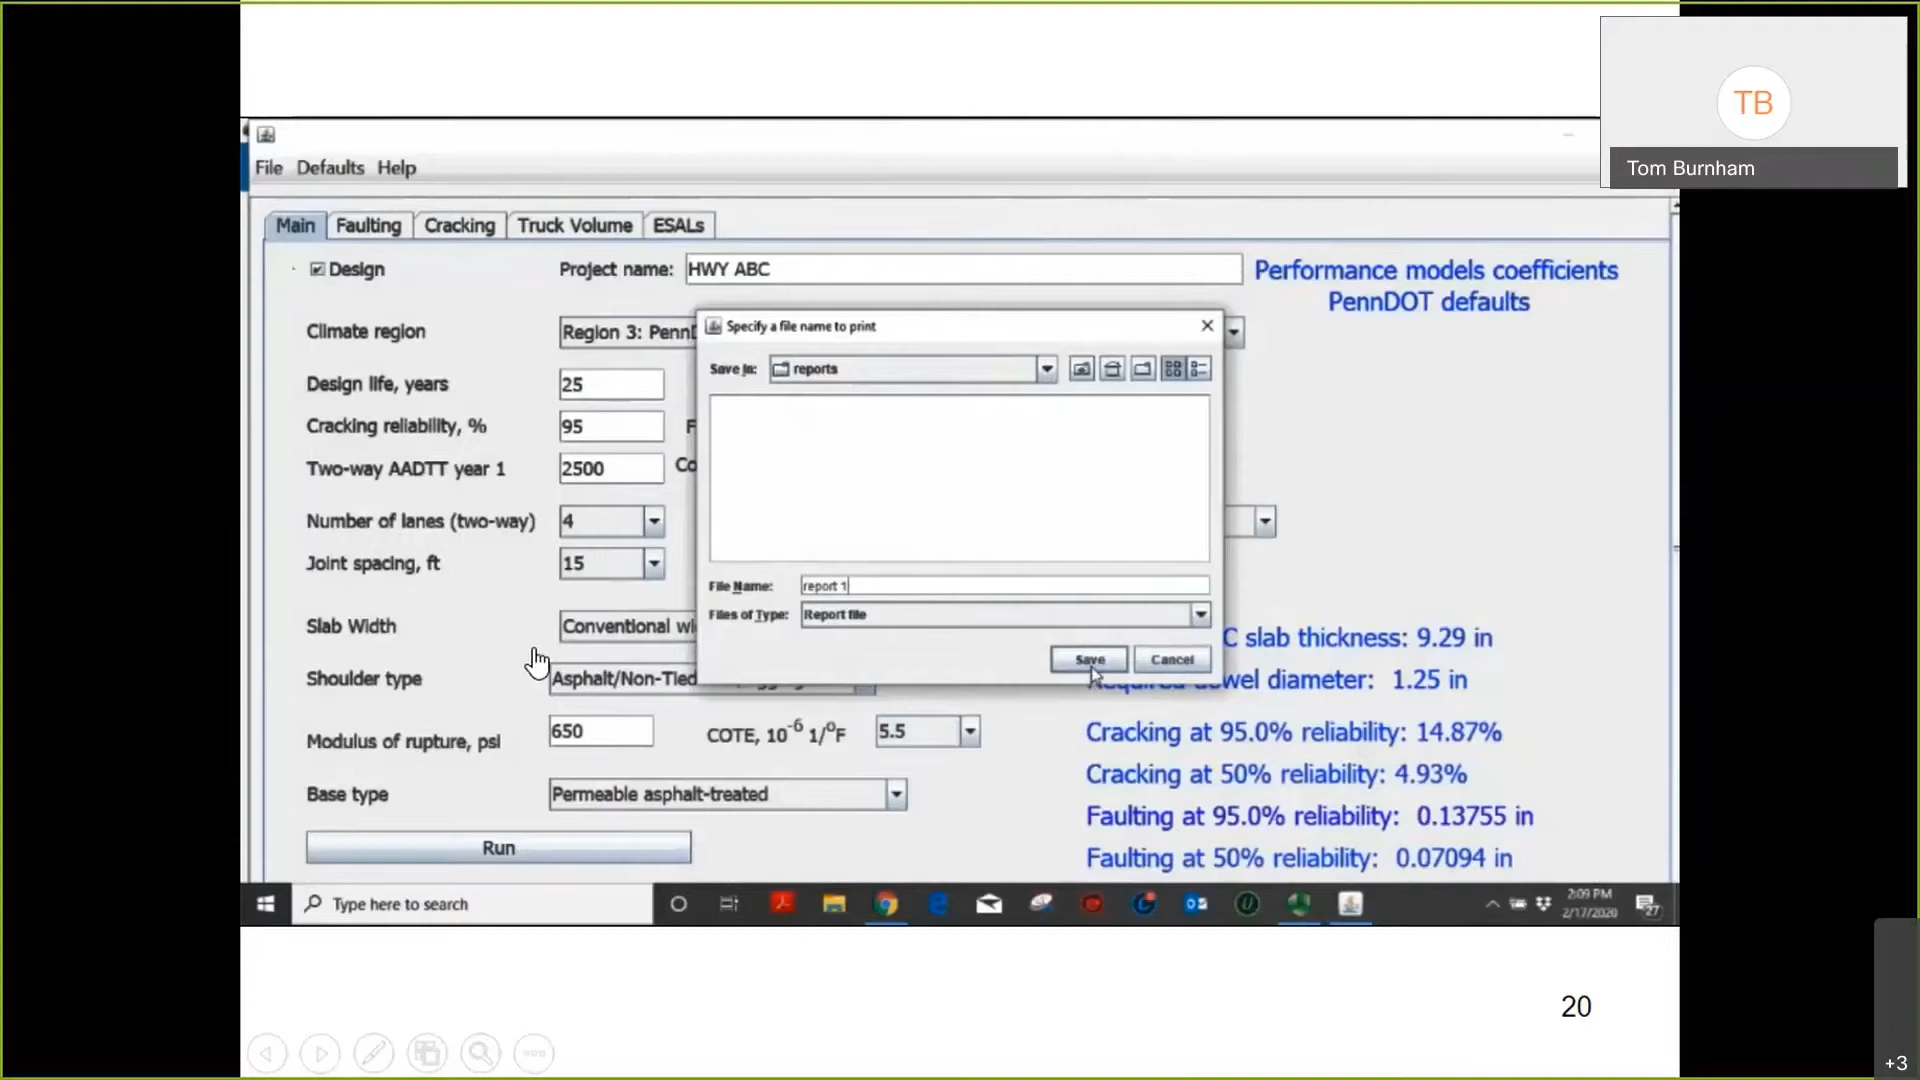 TB
Tom Burnham
File Defaults Help
Main Faulting Cracking Truck Volume ESALs
Design Project name: HWY ABC
Performance models coefficients
PennDOT defaults
Climate region Region 3:
Specify a file name to print
Save In: reports
Design life, years 25
Cracking reliability, % 95
Two-way AADTT year 1 2500
Number of lanes (two-way) 4
Joint spacing, ft 15
File Name: report 1
Files of Type: Report file
Save Cancel
Slab Width Conventional
slab thickness: 9.29 in
Shoulder type Asphalt/Non-Tied
diameter: 1.25 in
Modulus of rupture, psi 650 COTE, 10-6 1/oF 5.5
Cracking at 95.0% reliability: 14.87%
Cracking at 50% reliability: 4.93%
Base type Permeable asphalt-treated
Faulting at 95.0% reliability: 0.13755 in
Run
Faulting at 50% reliability: 0.07094 in
Type here to search
2:09 PM
2/17/2020
27
20
+3